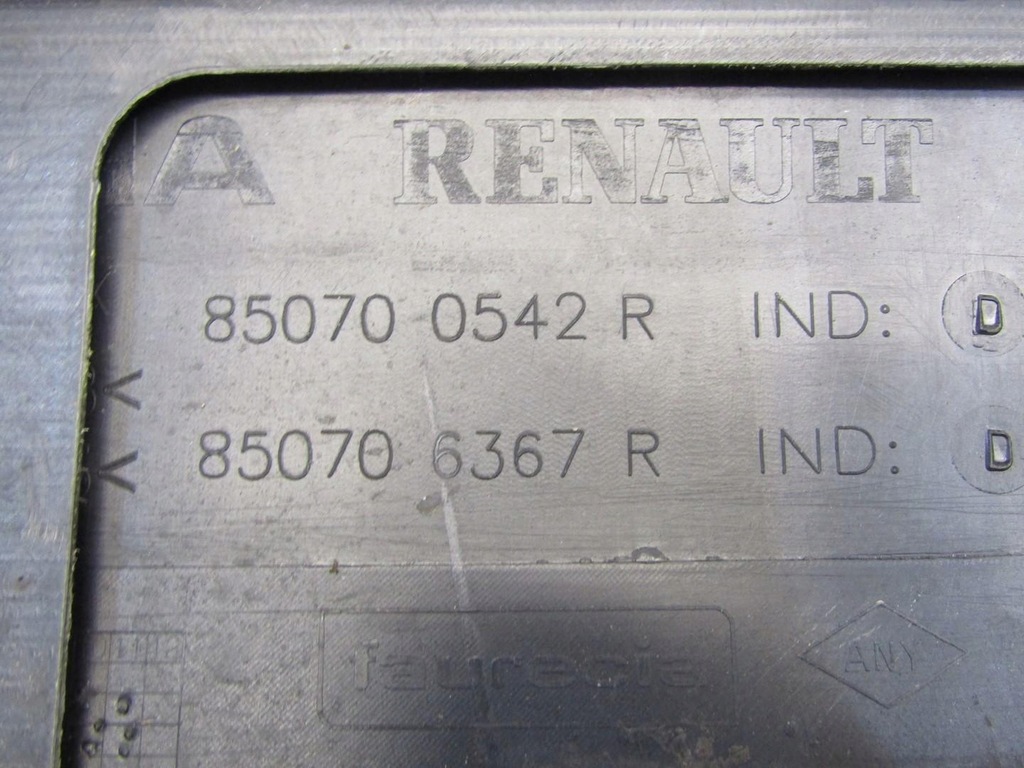 RENAULT
85070 0542 R IND: D
85070 6367 R IND: D
faurecia
ANY